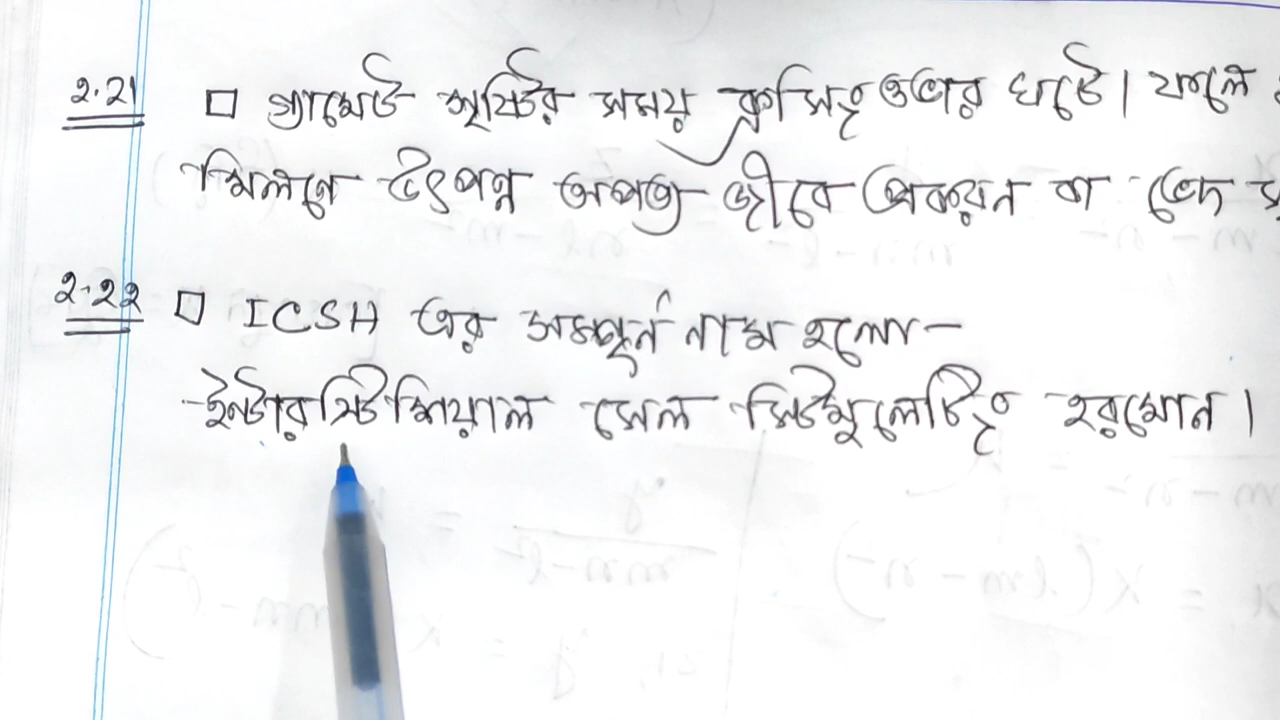 2.21 □ গ্যামেট সৃষ্টির সময় ক্রসিং ওভার ঘটে। ফলে
মিলনে উৎপন্ন অপত্য জীবে প্রকরন বা ভেদ
2.22 □ ICSH এর সম্পূর্ন নাম হলো-
ইন্টারস্টিশিয়াল সেল স্টিমুলেটিং হরমোন।